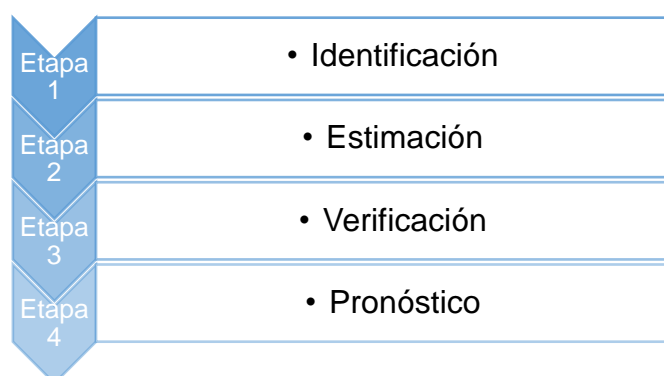 Etapa
1
• Identificación
Etapa
2
• Estimación
Etapa
3
• Verificación
Etapa
4
• Pronóstico